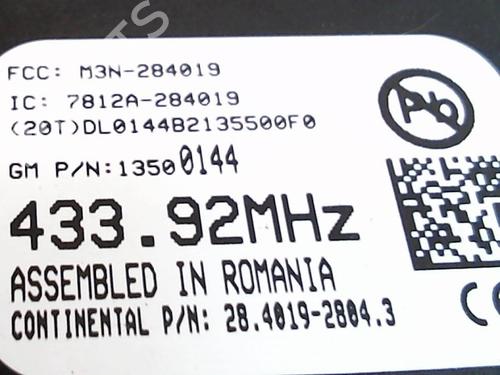 FCC: M3N-284019
IC: 7812A-284019
(20T)DL0144B2135500F0
GM P/N:13500144
433.92MHz
ASSEMBLED IN ROMANIA
CONTINENTAL P/N: 28.4019-2804.3
Pb